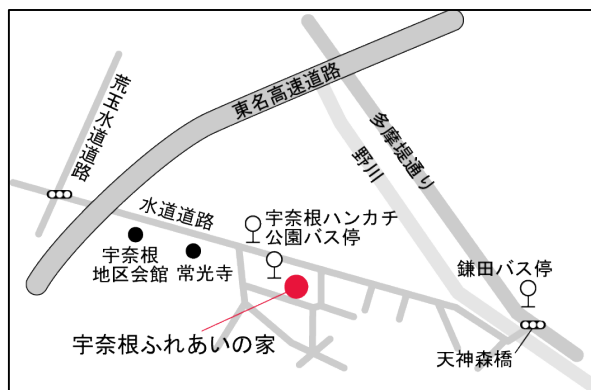 荒玉水道道路
東名高速道路
多摩堤通り
野川
水道道路
宇奈根ハンカチ
公園バス停
宇奈根
地区会館
常光寺
鎌田バス停
宇奈根ふれあいの家
天神森橋